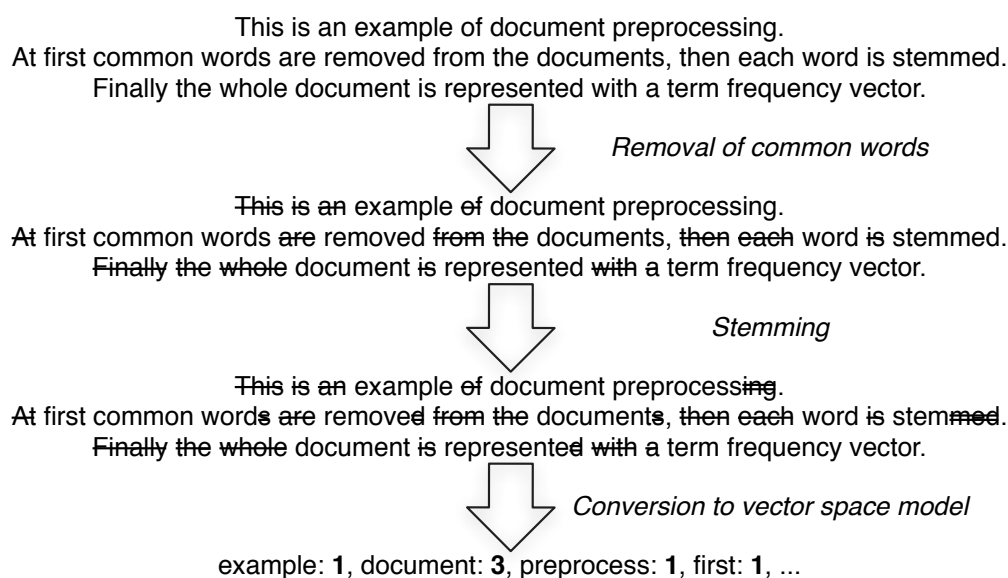 This is an example of document preprocessing.
At first common words are removed from the documents, then each word is stemmed.
Finally the whole document is represented with a term frequency vector.
Removal of common words
This is an example of document preprocessing.
At first common words are removed from the documents, then each word is stemmed.
Finally the whole document is represented with a term frequency vector.
Stemming
This is an example of document preprocessing.
At first common words are removed from the documents, then each word is stemmed.
Finally the whole document is represented with a term frequency vector.
Conversion to vector space model
example: 1, document: 3, preprocess: 1, first: 1, ...